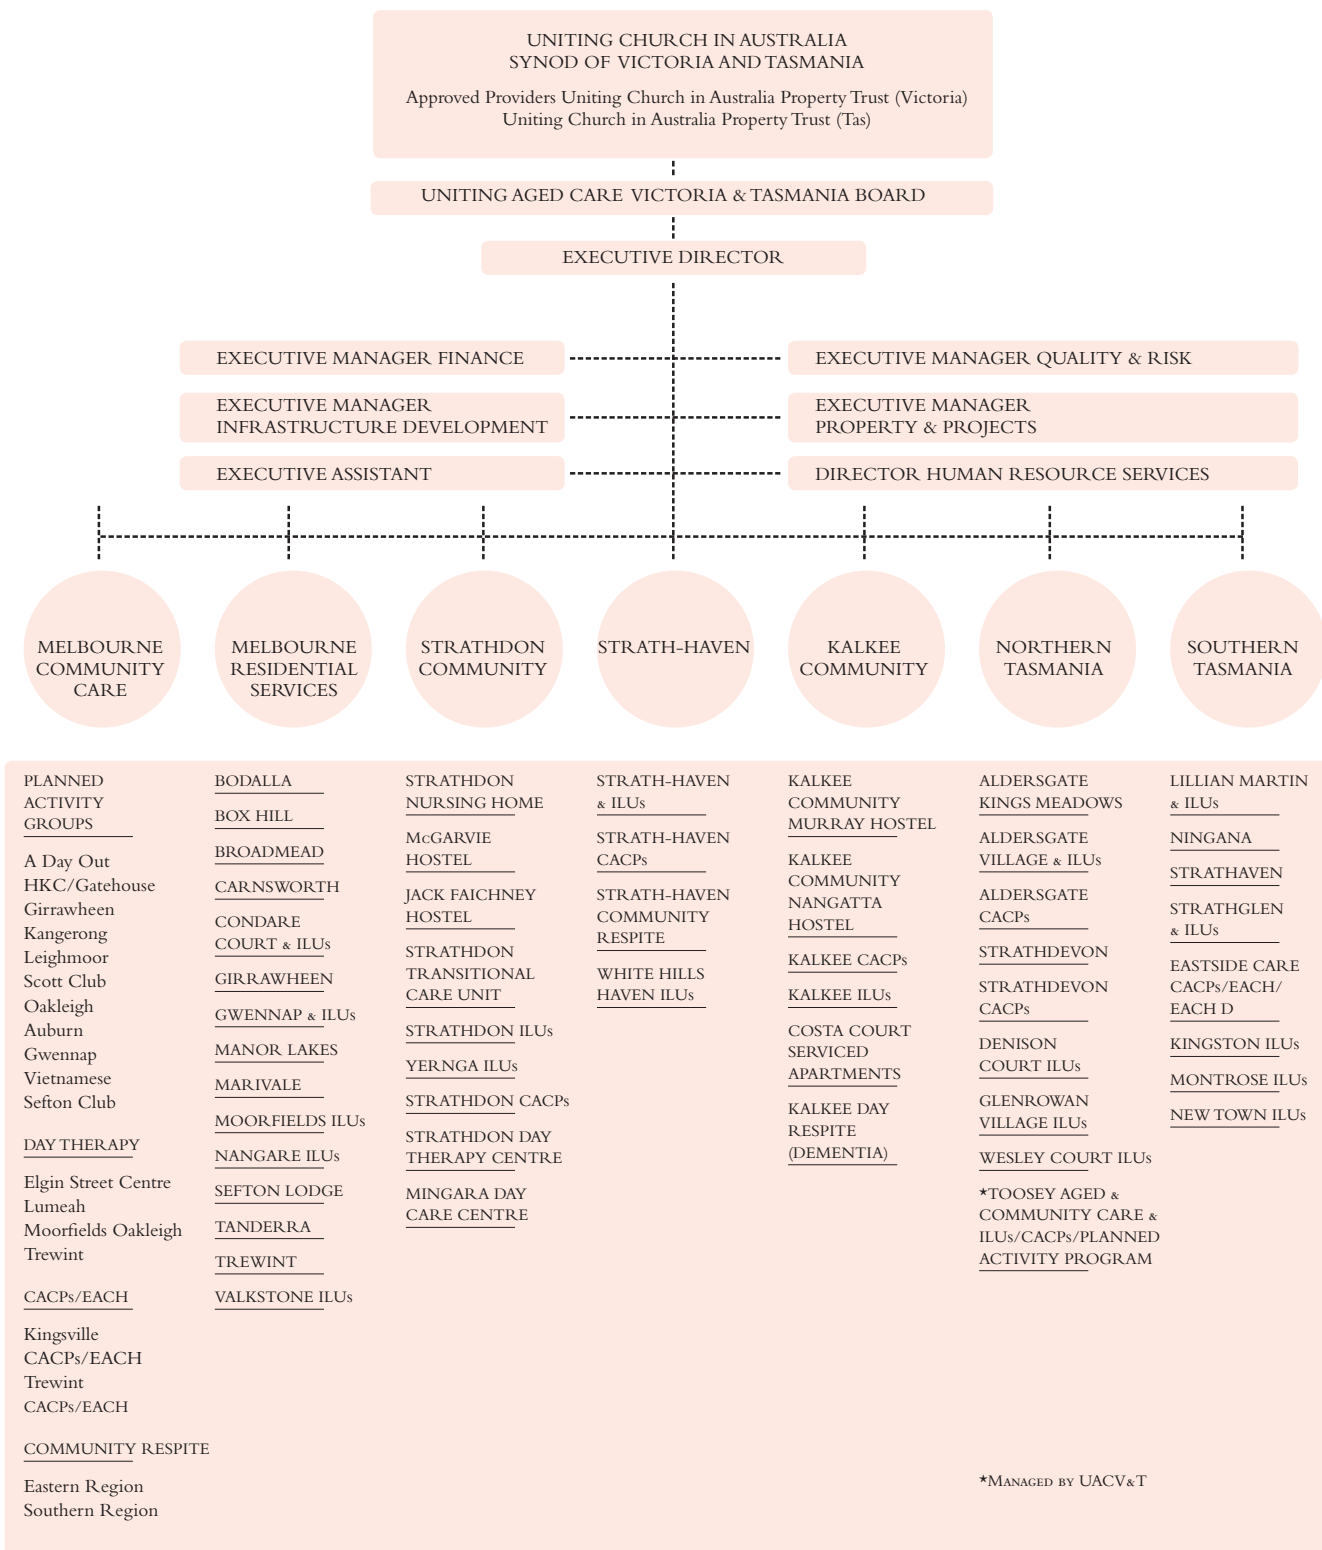 UNITING CHURCH IN AUSTRALIA
SYNOD OF VICTORIA AND TASMANIA
Approved Providers Uniting Church in Australia Property Trust (Victoria)
Uniting Church in Australia Property Trust (Tas)
UNITING AGED CARE VICTORIA & TASMANIA BOARD
EXECUTIVE DIRECTOR
EXECUTIVE MANAGER FINANCE
EXECUTIVE MANAGER QUALITY & RISK
EXECUTIVE MANAGER
INFRASTRUCTURE DEVELOPMENT
EXECUTIVE MANAGER
PROPERTY & PROJECTS
EXECUTIVE ASSISTANT
DIRECTOR HUMAN RESOURCE SERVICES
MELBOURNE
COMMUNITY
CARE
MELBOURNE
RESIDENTIAL
SERVICES
STRATHDON
COMMUNITY
STRATH-HAVEN
KALKEE
COMMUNITY
NORTHERN
TASMANIA
SOUTHERN
TASMANIA
PLANNED
ACTIVITY
GROUPS
A Day Out
HKC/Gatehouse
Girrawheen
Kangerong
Leighmoor
Scott Club
Oakleigh
Auburn
Gwennap
Vietnamese
Sefton Club
DAY THERAPY
Elgin Street Centre
Lumeah
Moorfields Oakleigh
Trewint
CACPs/EACH
Kingsville
CACPs/EACH
Trewint
CACPs/EACH
COMMUNITY RESPITE
Eastern Region
Southern Region
BODALLA
BOX HILL
BROADMEAD
CARNSWORTH
CONDARE
COURT & ILUs
GIRRAWHEEN
GWENNAP & ILUs
MANOR LAKES
MARIVALE
MOORFIELDS ILUs
NANGARE ILUs
SEFTON LODGE
TANDERRA
TREWINT
VALKSTONE ILUs
STRATHDON
NURSING HOME
McGARVIE
HOSTEL
JACK FAICHNEY
HOSTEL
STRATHDON
TRANSITIONAL
CARE UNIT
STRATHDON ILUs
YERNGA ILUs
STRATHDON CACPs
STRATHDON DAY
THERAPY CENTRE
MINGARA DAY
CARE CENTRE
STRATH-HAVEN
& ILUs
STRATH-HAVEN
CACPs
STRATH-HAVEN
COMMUNITY
RESPITE
WHITE HILLS
HAVEN ILUs
KALKEE
COMMUNITY
MURRAY HOSTEL
KALKEE
COMMUNITY
NANGATTA
HOSTEL
KALKEE CACPs
KALKEE ILUs
COSTA COURT
SERVICED
APARTMENTS
KALKEE DAY
RESPITE
(DEMENTIA)
ALDERSGATE
KINGS MEADOWS
ALDERSGATE
VILLAGE & ILUs
ALDERSGATE
CACPs
STRATHDEVON
STRATHDEVON
CACPs
DENISON
COURT ILUs
GLENROWAN
VILLAGE ILUs
WESLEY COURT ILUs
★TOOSEY AGED &
COMMUNITY CARE &
ILUs/CACPs/PLANNED
ACTIVITY PROGRAM
★MANAGED BY UACV&T
LILLIAN MARTIN
& ILUs
NINGANA
STRATHAVEN
STRATHGLEN
& ILUs
EASTSIDE CARE
CACPs/EACH/
EACH D
KINGSTON ILUs
MONTROSE ILUs
NEW TOWN ILUs